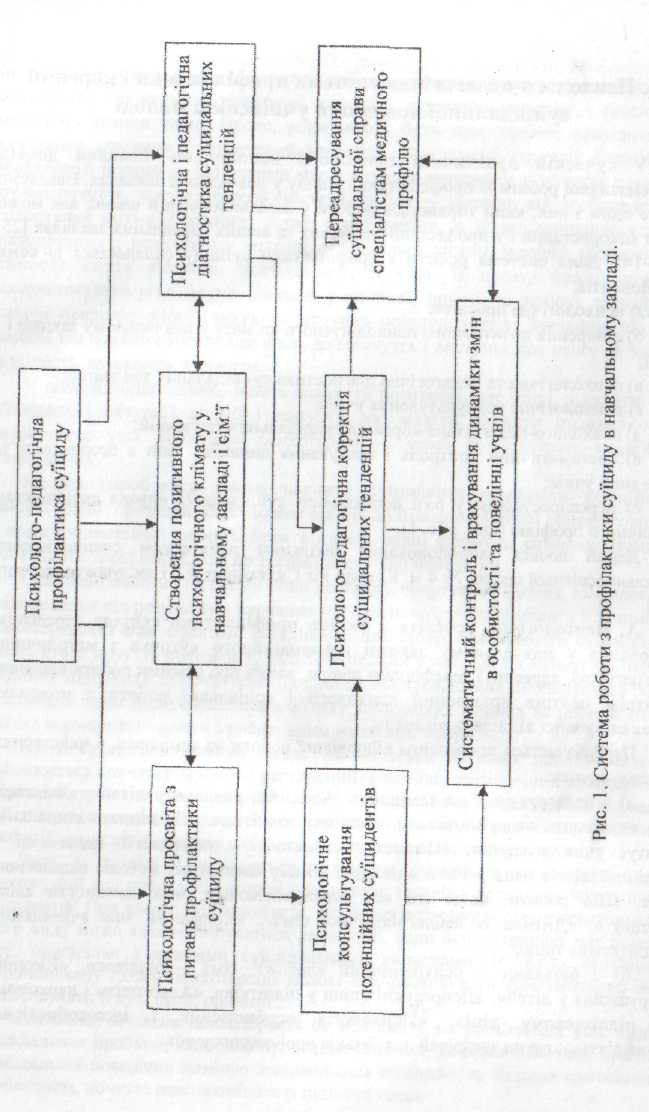 Психолого-педагогічна
профілактика суїциду
Психологічна просвіта з
питань профілактики
суїциду
Створення позитивного
психологічного клімату у
навчальному закладі і сім'ї
Психологічна і педагогічна
діагностика суїцидальних
тенденцій
Психологічне
консультування
потенційних суїцидентів
Психолого-педагогічна корекція
суїцидальних тенденцій
Переадресування
суїцидальної справи
спеціалістам медичного
профілю
Систематичний контроль і врахування динаміки змін
в особистості та поведінці учнів
Рис. 1. Система роботи з профілактики суїциду в навчальному закладі.